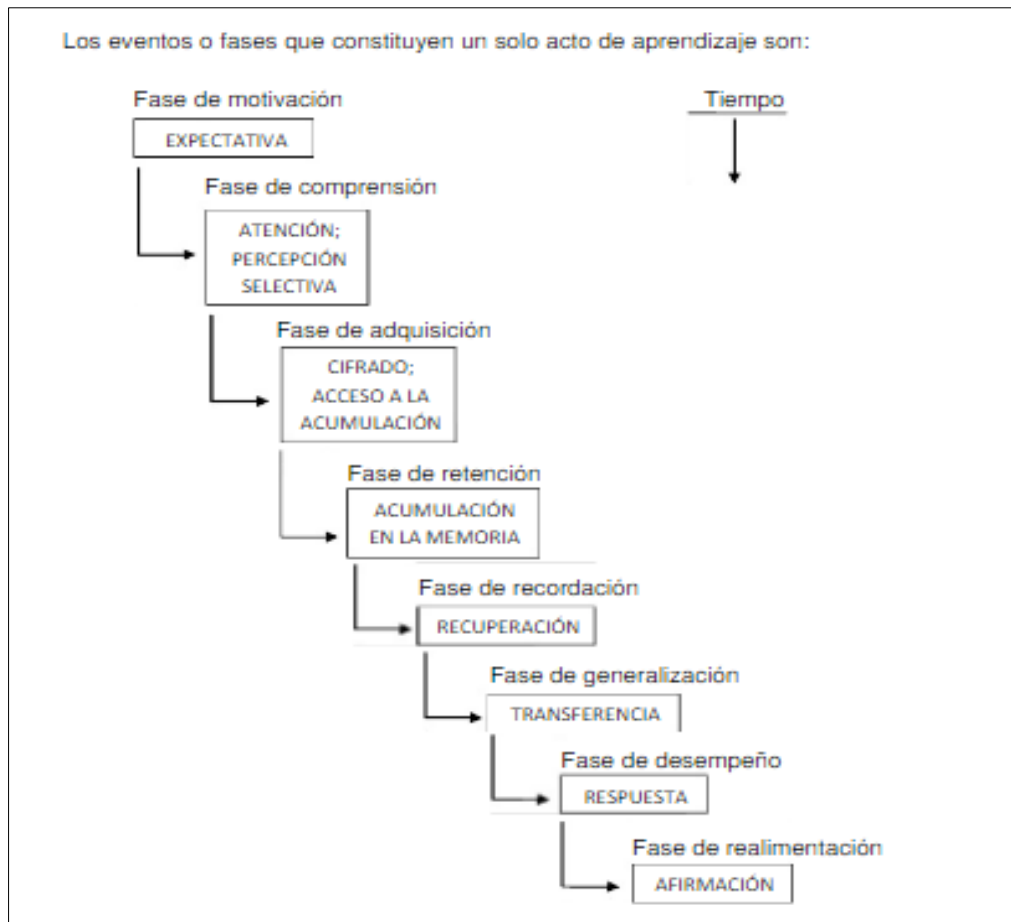 Los eventos o fases que constituyen un solo acto de aprendizaje son:
Fase de motivación
Tiempo
EXPECTATIVA
Fase de comprensión
ATENCIÓN;
PERCEPCIÓN
SELECTIVA
Fase de adquisición
CIFRADO;
ACCESO A LA
ACUMULACIÓN
Fase de retención
ACUMULACIÓN
EN LA MEMORIA
Fase de recordación
RECUPERACIÓN
Fase de generalización
TRANSFERENCIA
Fase de desempeño
RESPUESTA
Fase de realimentación
AFIRMACIÓN